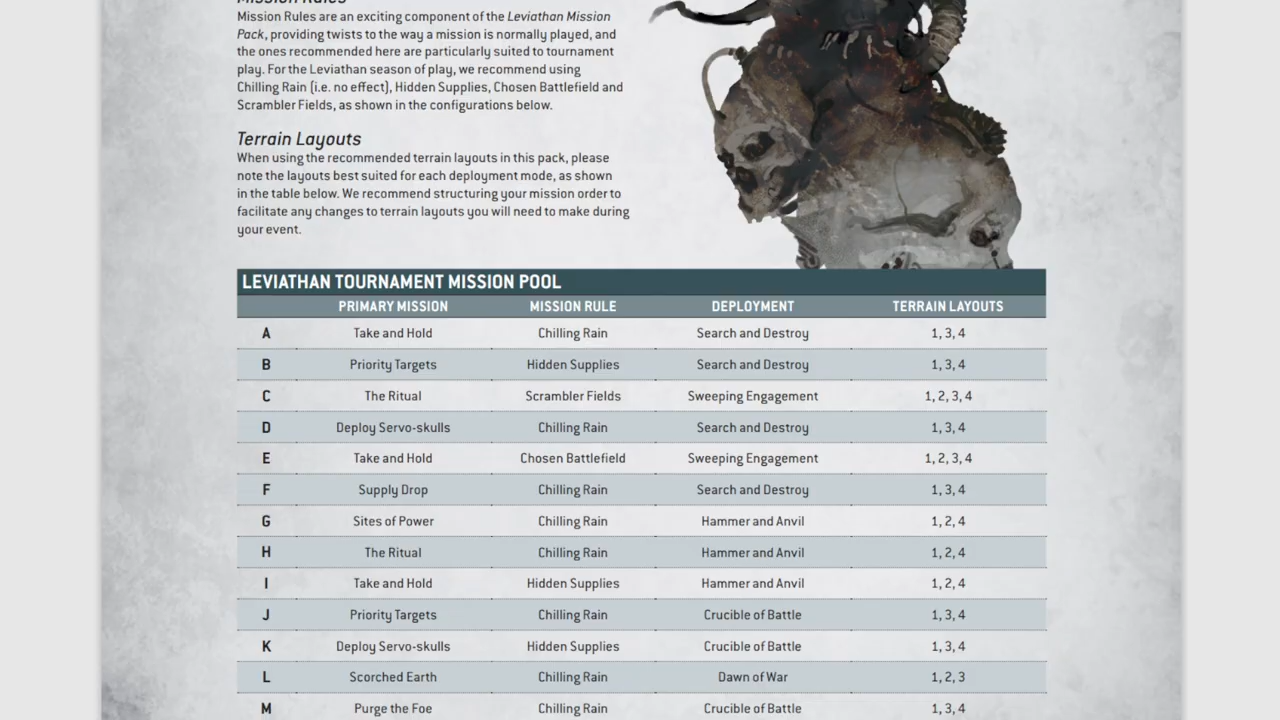 Mission Rules
Mission Rules are an exciting component of the Leviathan Mission
Pack, providing twists to the way a mission is normally played, and
the ones recommended here are particularly suited to tournament
play. For the Leviathan season of play, we recommend using
Chilling Rain (i.e. no effect), Hidden Supplies, Chosen Battlefield and
Scrambler Fields, as shown in the configurations below.
Terrain Layouts
When using the recommended terrain layouts in this pack, please
note the layouts best suited for each deployment mode, as shown
in the table below. We recommend structuring your mission order to
facilitate any changes to terrain layouts you will need to make during
your event.
LEVIATHAN TOURNAMENT MISSION POOL
PRIMARY MISSION MISSION RULE DEPLOYMENT TERRAIN LAYOUTS
A Take and Hold Chilling Rain Search and Destroy 1, 3, 4
B Priority Targets Hidden Supplies Search and Destroy 1, 3, 4
C The Ritual Scrambler Fields Sweeping Engagement 1, 2, 3, 4
D Deploy Servo-skulls Chilling Rain Search and Destroy 1, 3, 4
E Take and Hold Chosen Battlefield Sweeping Engagement 1, 2, 3, 4
F Supply Drop Chilling Rain Search and Destroy 1, 3, 4
G Sites of Power Chilling Rain Hammer and Anvil 1, 2, 4
H The Ritual Chilling Rain Hammer and Anvil 1, 2, 4
I Take and Hold Hidden Supplies Hammer and Anvil 1, 2, 4
J Priority Targets Chilling Rain Crucible of Battle 1, 3, 4
K Deploy Servo-skulls Hidden Supplies Crucible of Battle 1, 3, 4
L Scorched Earth Chilling Rain Dawn of War 1, 2, 3
M Purge the Foe Chilling Rain Crucible of Battle 1, 3, 4